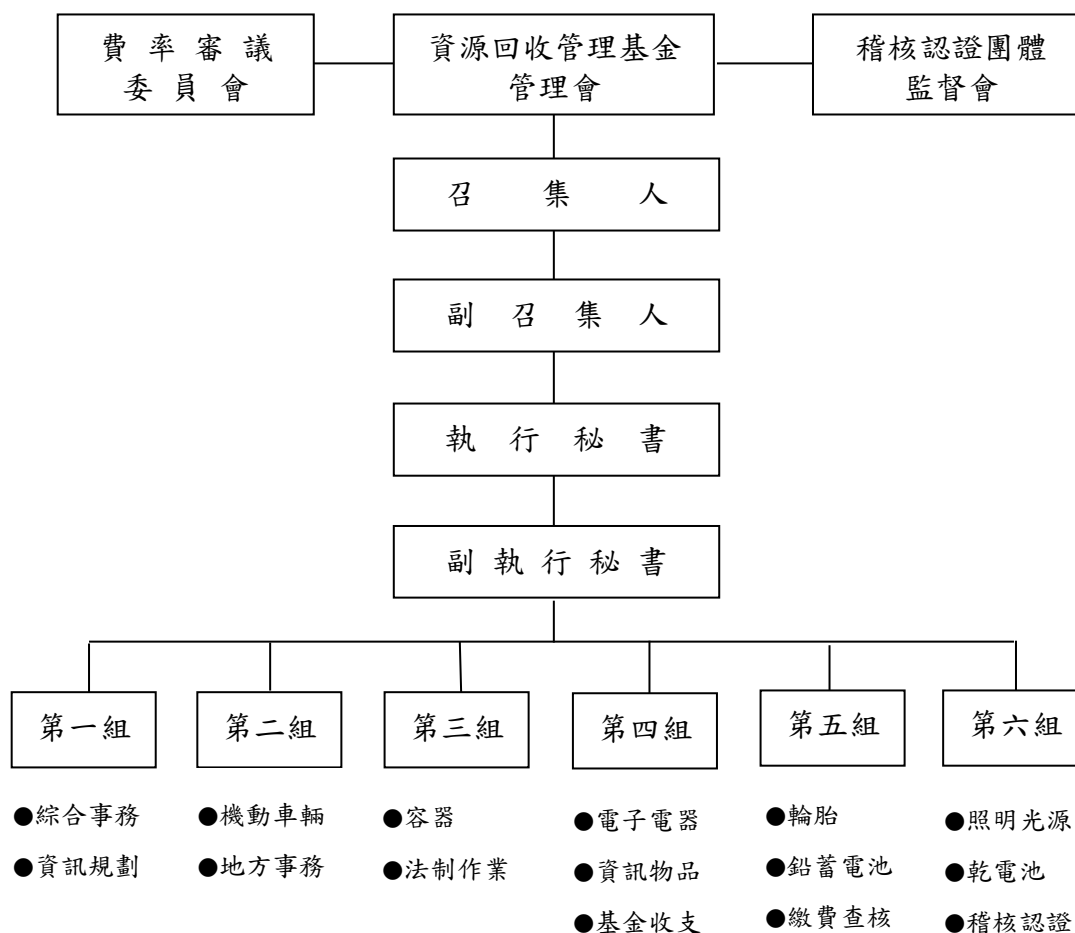 費率審議
委員會
資源回收管理基金
管理會
稽核認證團體
監督會
召集人
副召集人
執行秘書
副執行秘書
第一組
第二組
第三組
第四組
第五組
第六組
●綜合事務
●資訊規劃
●機動車輛
●地方事務
●容器
●法制作業
●電子電器
●資訊物品
●基金收支
●輪胎
●鉛蓄電池
●繳費查核
●照明光源
●乾電池
●稽核認證